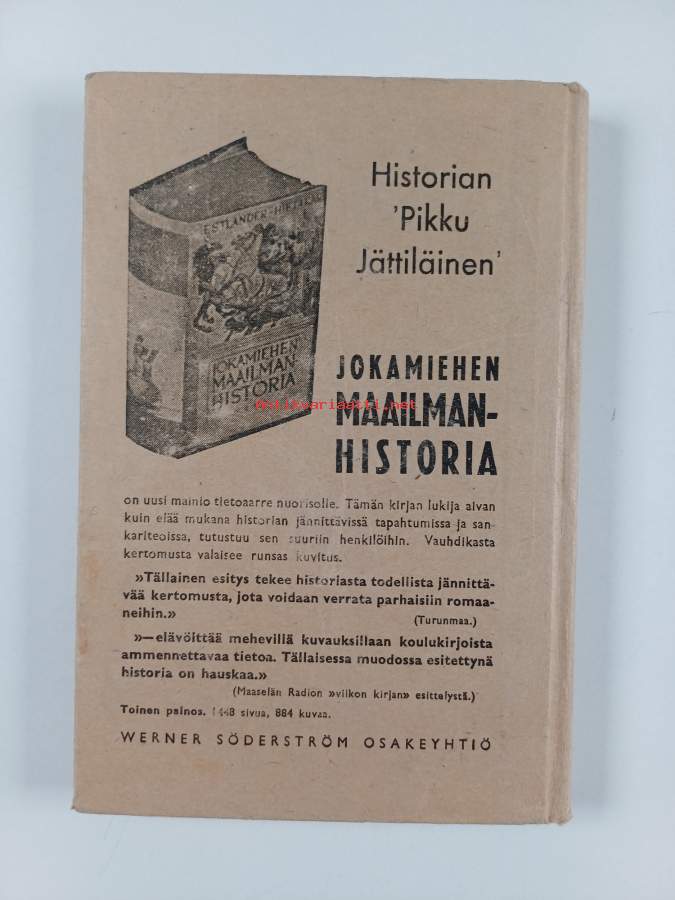 Historian
'Pikku
Jättiläinen'
ESTLANDER-HIETAKARI
JOKAMIEHEN
MAAILMAN
HISTORIA
JOKAMIEHEN
MAAILMAN-
HISTORIA
Antikvariaatti.net
on uusi mainio tietoaarre nuorisolle. Tämän kirjan lukija aivan
kuin elää mukana historian jännittävissä tapahtumissa ja san-
kariteoissa, tutustuu sen suuriin henkilöihin. Vauhdikasta
kertomusta valaisee runsas kuvitus.
»Tällainen esitys tekee historiasta todellista jännittä-
vää kertomusta, jota voidaan verrata parhaisiin romaa-
neihin.»
(Turunmaa.)
»—elävöittää mehevillä kuvauksillaan koulukirjoista
ammennettavaa tietoa. Tällaisessa muodossa esitettynä
historia on hauskaa.»
(Maaselän Radion »viikon kirjan» esittelystä.)
Toinen painos. 1448 sivua, 884 kuvaa.
WERNER SÖDERSTRÖM OSAKEYHTIÖ